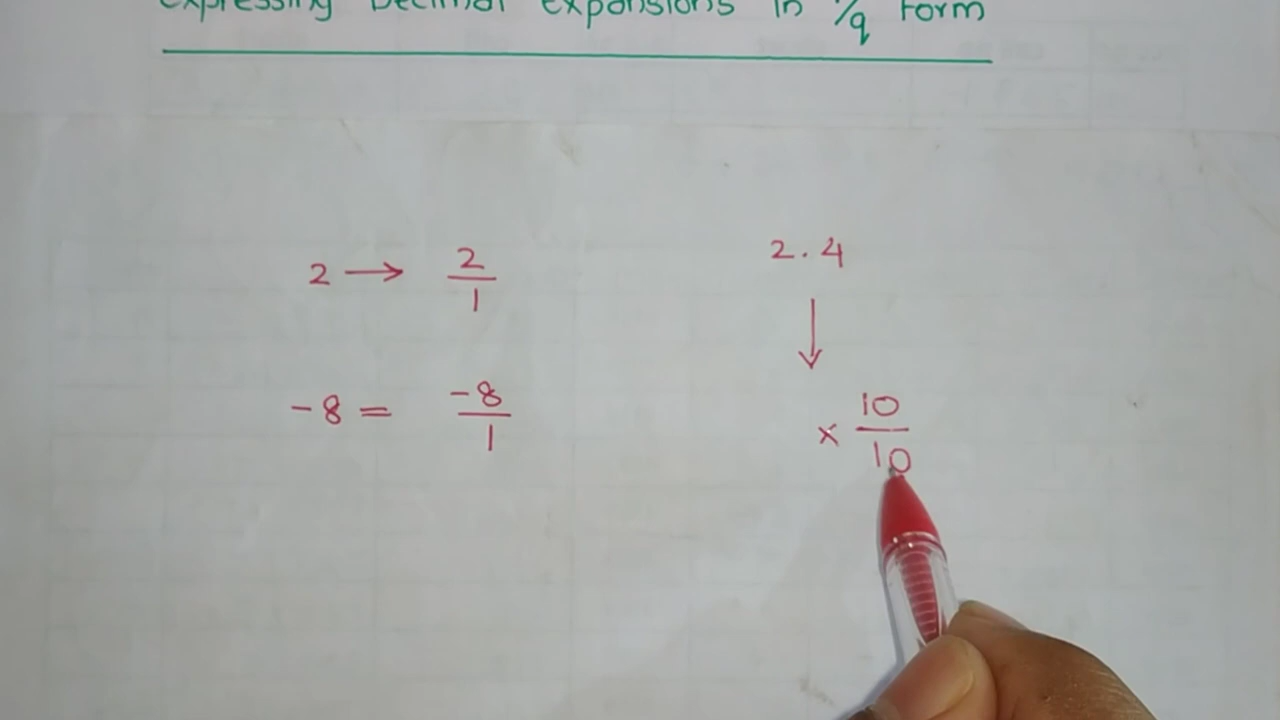 expressing Decimal expansions in P/q form
2 → 2/1
-8 = -8/1
2.4
↓
× 10/10